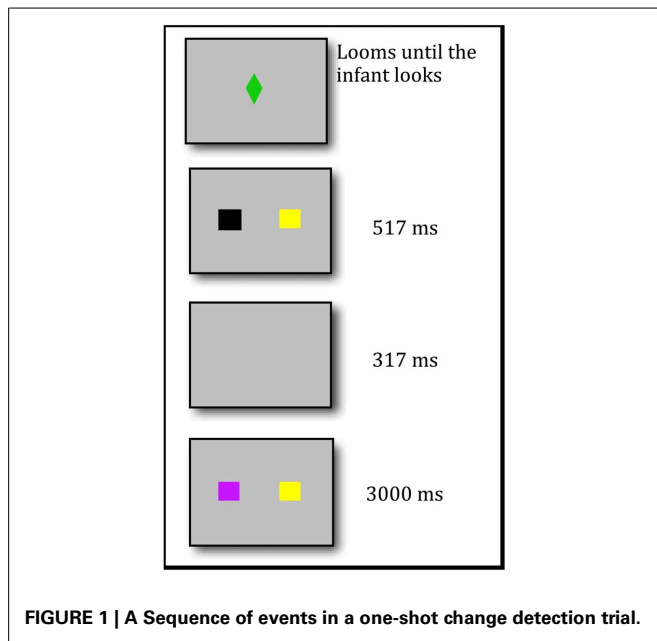 Looms until the
infant looks
517 ms
317 ms
3000 ms
FIGURE 1 | A Sequence of events in a one-shot change detection trial.